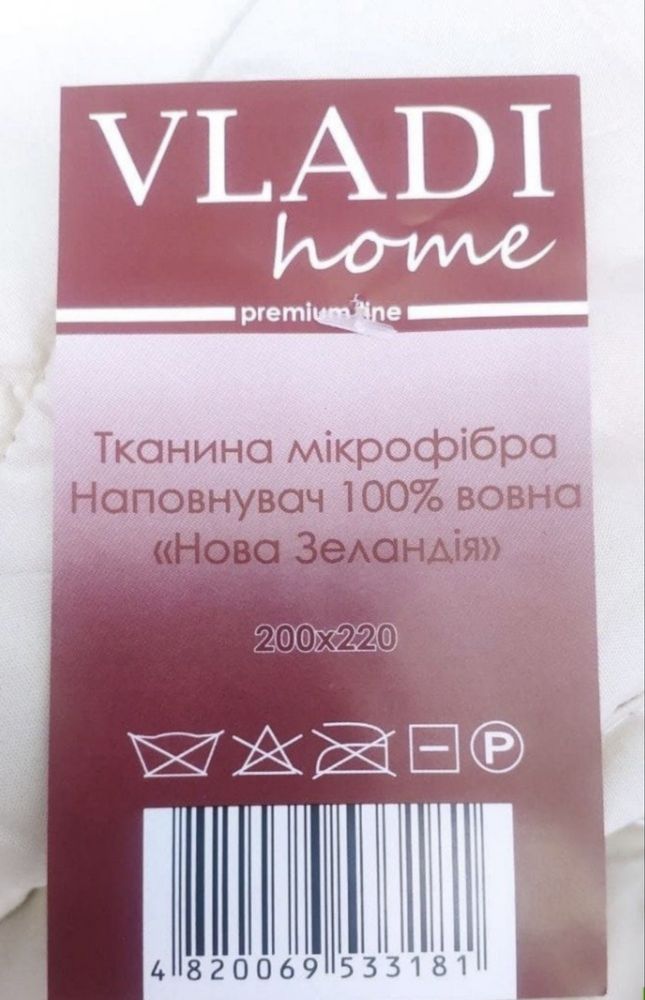 VLADI
home
premium line
Тканина мікрофібра
Наповнувач 100% вовна
«Нова Зеландія»
200x220
P
4 820069 533181